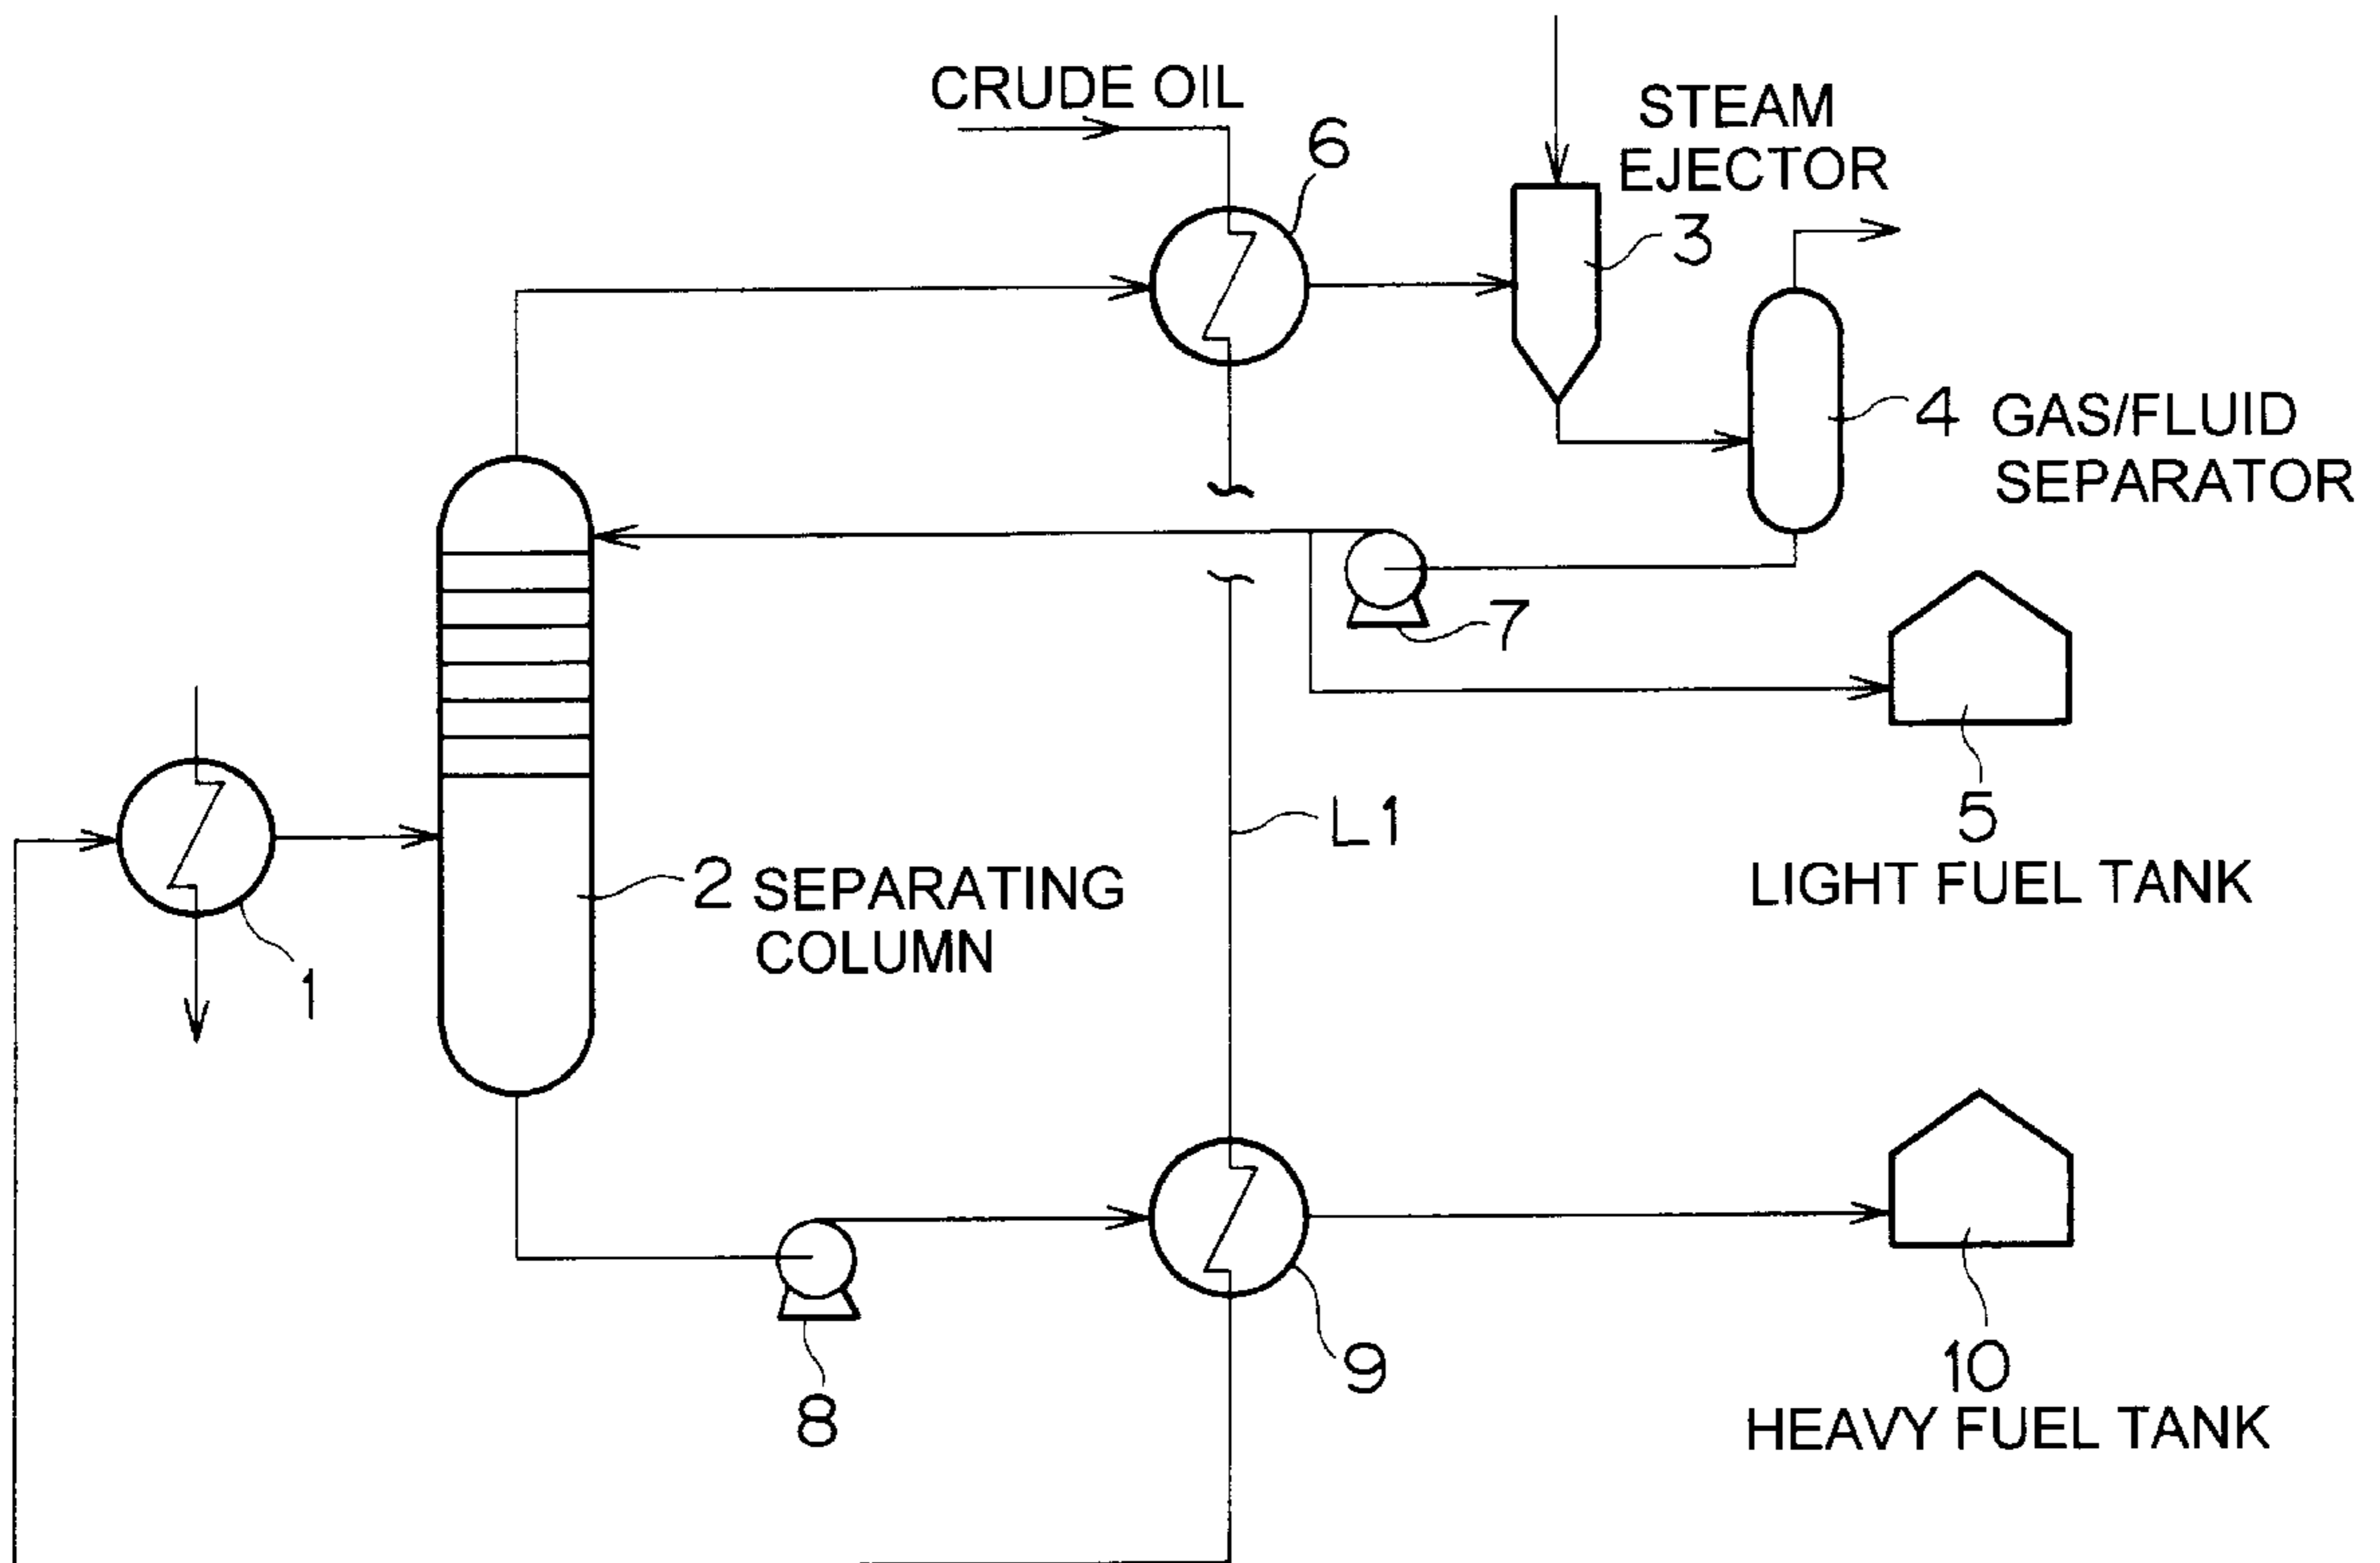 CRUDE OIL
6
STEAM
EJECTOR
3
4 GAS/FLUID
SEPARATOR
7
5
LIGHT FUEL TANK
L1
2 SEPARATING
COLUMN
1
8
9
10
HEAVY FUEL TANK